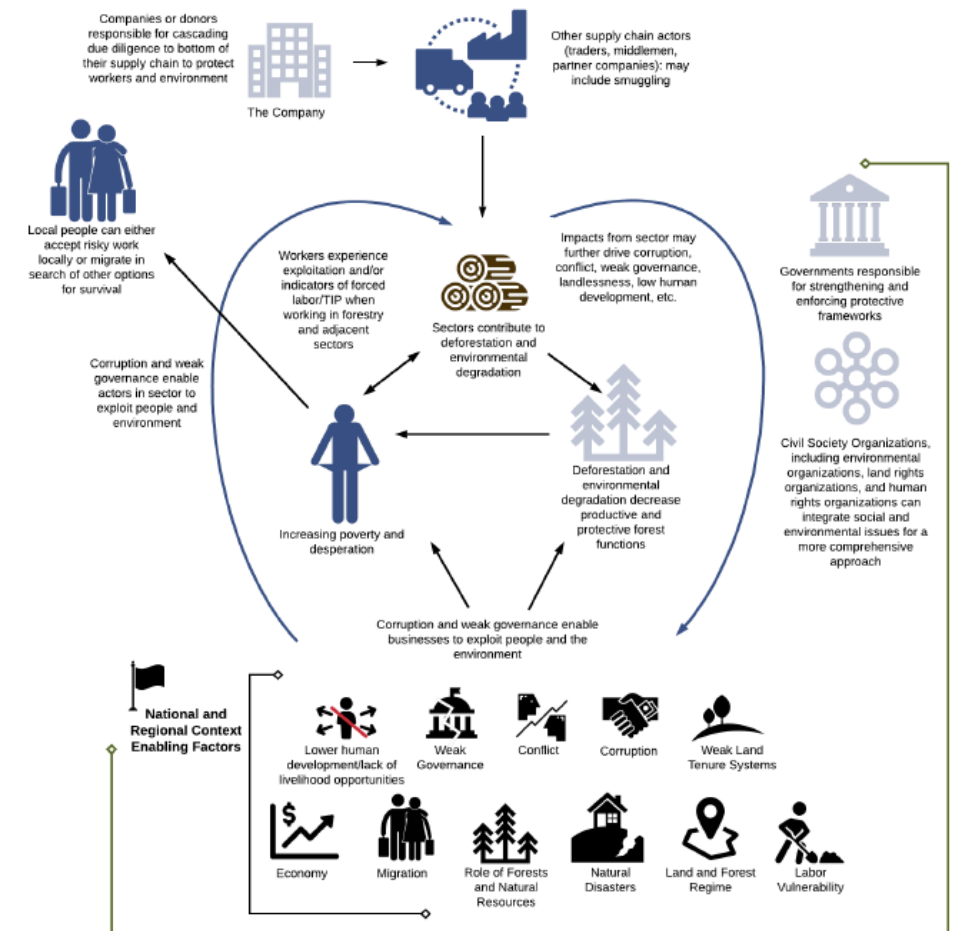 Companies or donors
responsible for cascading
due diligence to bottom of
their supply chain to protect
workers and environment
The Company
Other supply chain actors
(traders, middlemen,
partner companies): may
include smuggling
Local people can either
accept risky work
locally or migrate in
search of other options
for survival
Workers experience
exploitation and/or
indicators of forced
labor/TIP when
working in forestry
and adjacent
sectors
Impacts from sector may
further drive corruption,
conflict, weak governance,
landlessness, low human
development, etc.
Governments responsible
for strengthening and
enforcing protective
frameworks
Sectors contribute to
deforestation and
environmental
degradation
Corruption and weak
governance enable
actors in sector to
exploit people and
environment
Civil Society Organizations,
including environmental
organizations, land rights
organizations, and human
rights organizations can
integrate social and
environmental issues for a
more comprehensive
approach
Increasing poverty and
desperation
Deforestation and
environmental
degradation decrease
productive and
protective forest
functions
Corruption and weak governance enable
businesses to exploit people and the
environment
National and
Regional Context
Enabling Factors
Lower human
development/lack of
livelihood opportunities
Weak
Governance
Conflict
Corruption
Weak Land
Tenure Systems
$
Economy
Migration
Role of Forests
and Natural
Resources
Natural
Disasters
Land and Forest
Regime
Labor
Vulnerability